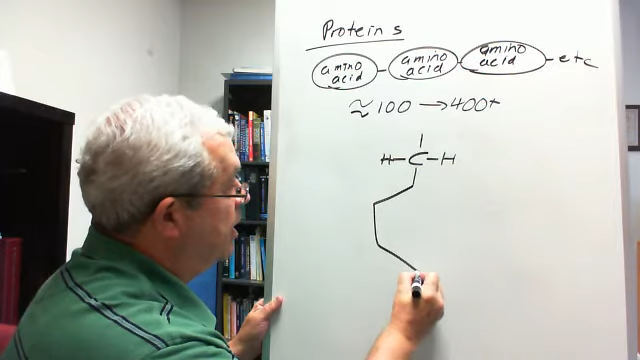 Proteins
amino acid - amino acid - amino acid - etc
≈ 100 → 400+
H-C-H